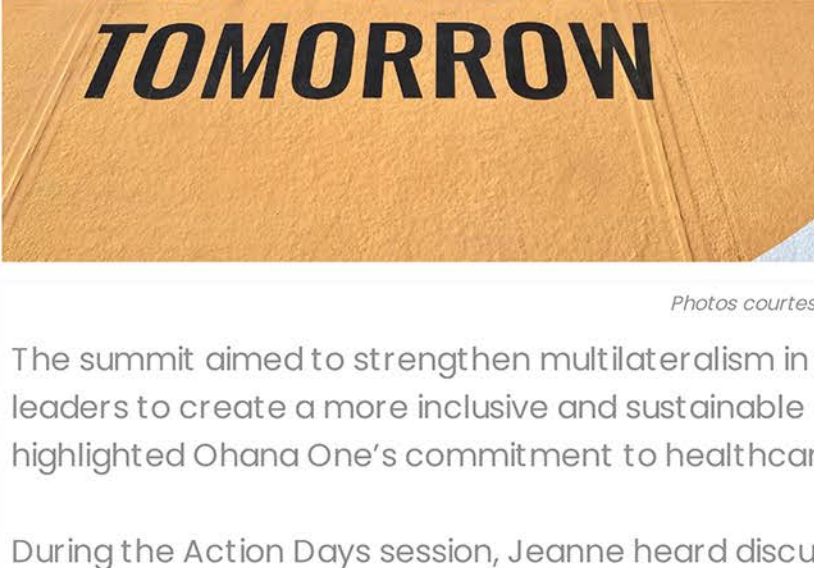 TOMORROW
Photos courtes
The summit aimed to strengthen multilateralism in
leaders to create a more inclusive and sustainable
highlighted Ohana One’s commitment to healthcar
During the Action Days session, Jeanne heard discu